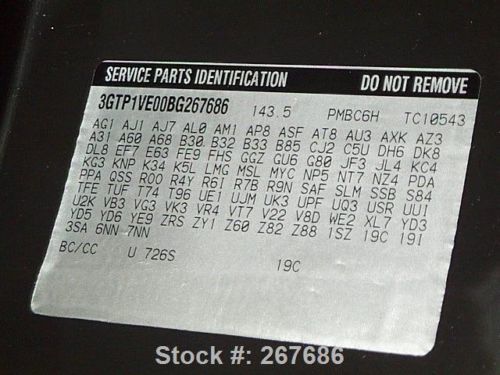 SERVICE PARTS IDENTIFICATION DO NOT REMOVE
3GTP1VE00BG267686 143.5 PMBC6H TC10543
AG1 AJ1 AJ7 AL0 AM1 AP8 ASF AT8 AU3 AXK AZ3
A31 A60 A68 B30 B32 B33 B85 CJ2 C5U DH6 DK8
DL8 EF7 E63 FE9 FHS GGZ GU6 G80 JF3 JL4 KC4
KG3 KNP K34 K5L LMG MSL MYC NP5 NT7 NZ4 PDA
PPA QSS R00 R4Y R6I R7B R9N SAF SLM SSB S84
TFE TUF T74 T96 UE1 UJM UK3 UPF UQ3 USR UUI
U2K VB3 VG3 VK3 VR4 VT7 V22 V8D WE2 XL7 YD3
YD5 YD6 YE9 ZRS ZY1 Z60 Z82 Z88 1SZ 19C 19I
3SA 6NN 7NN
BC/CC U 726S 19C
Stock #: 267686